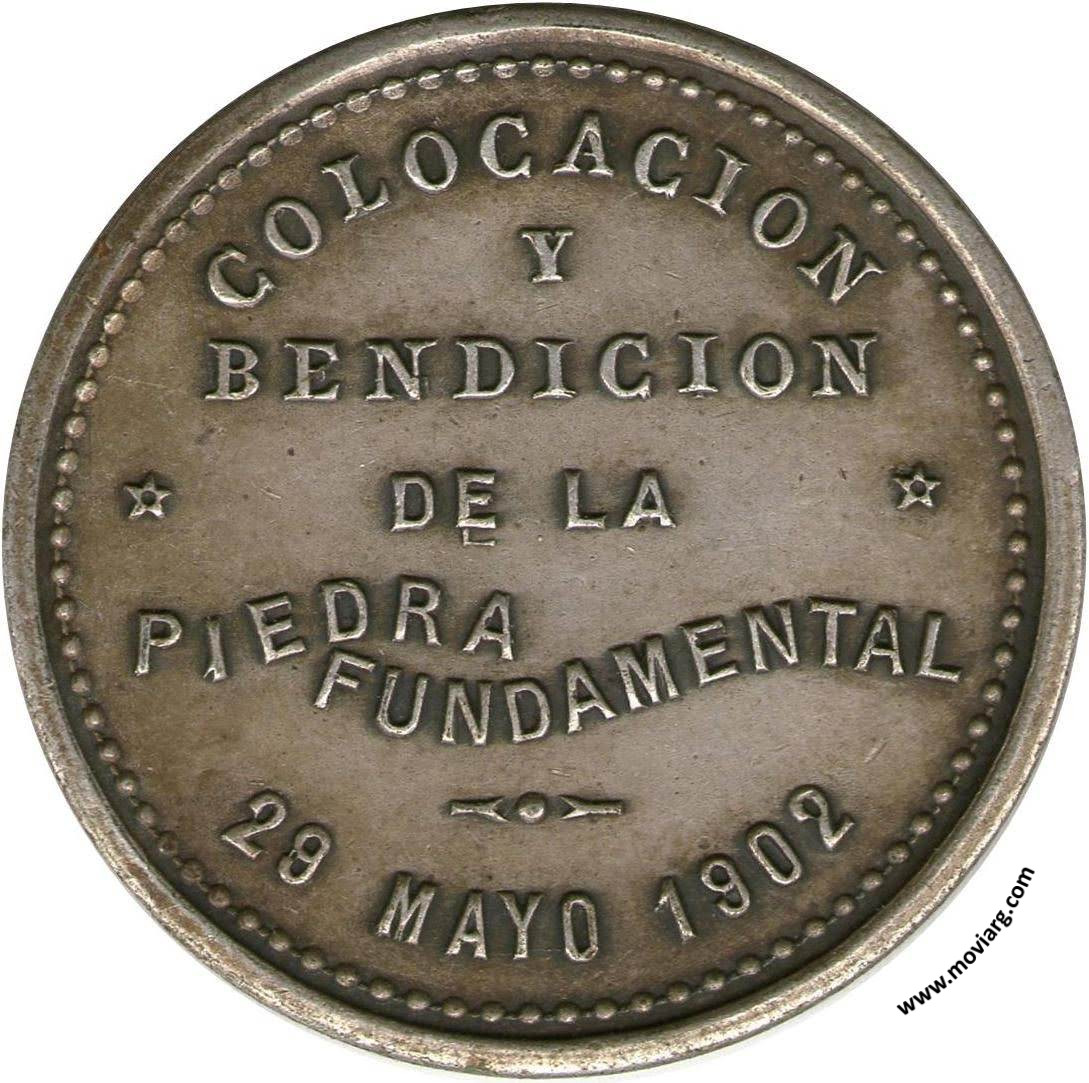 COLOCACION
Y
BENDICION
DE LA
PIEDRA
FUNDAMENTAL
29 MAYO 1902
www.moviarg.com